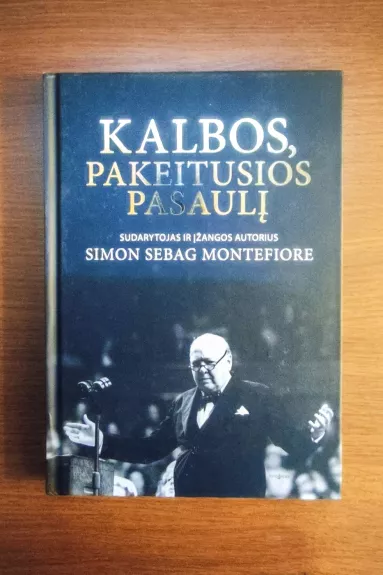 KALBOS,
PAKEITUSIOS
PASAULĮ
SUDARYTOJAS IR ĮŽANGOS AUTORIUS
SIMON SEBAG MONTEFIORE